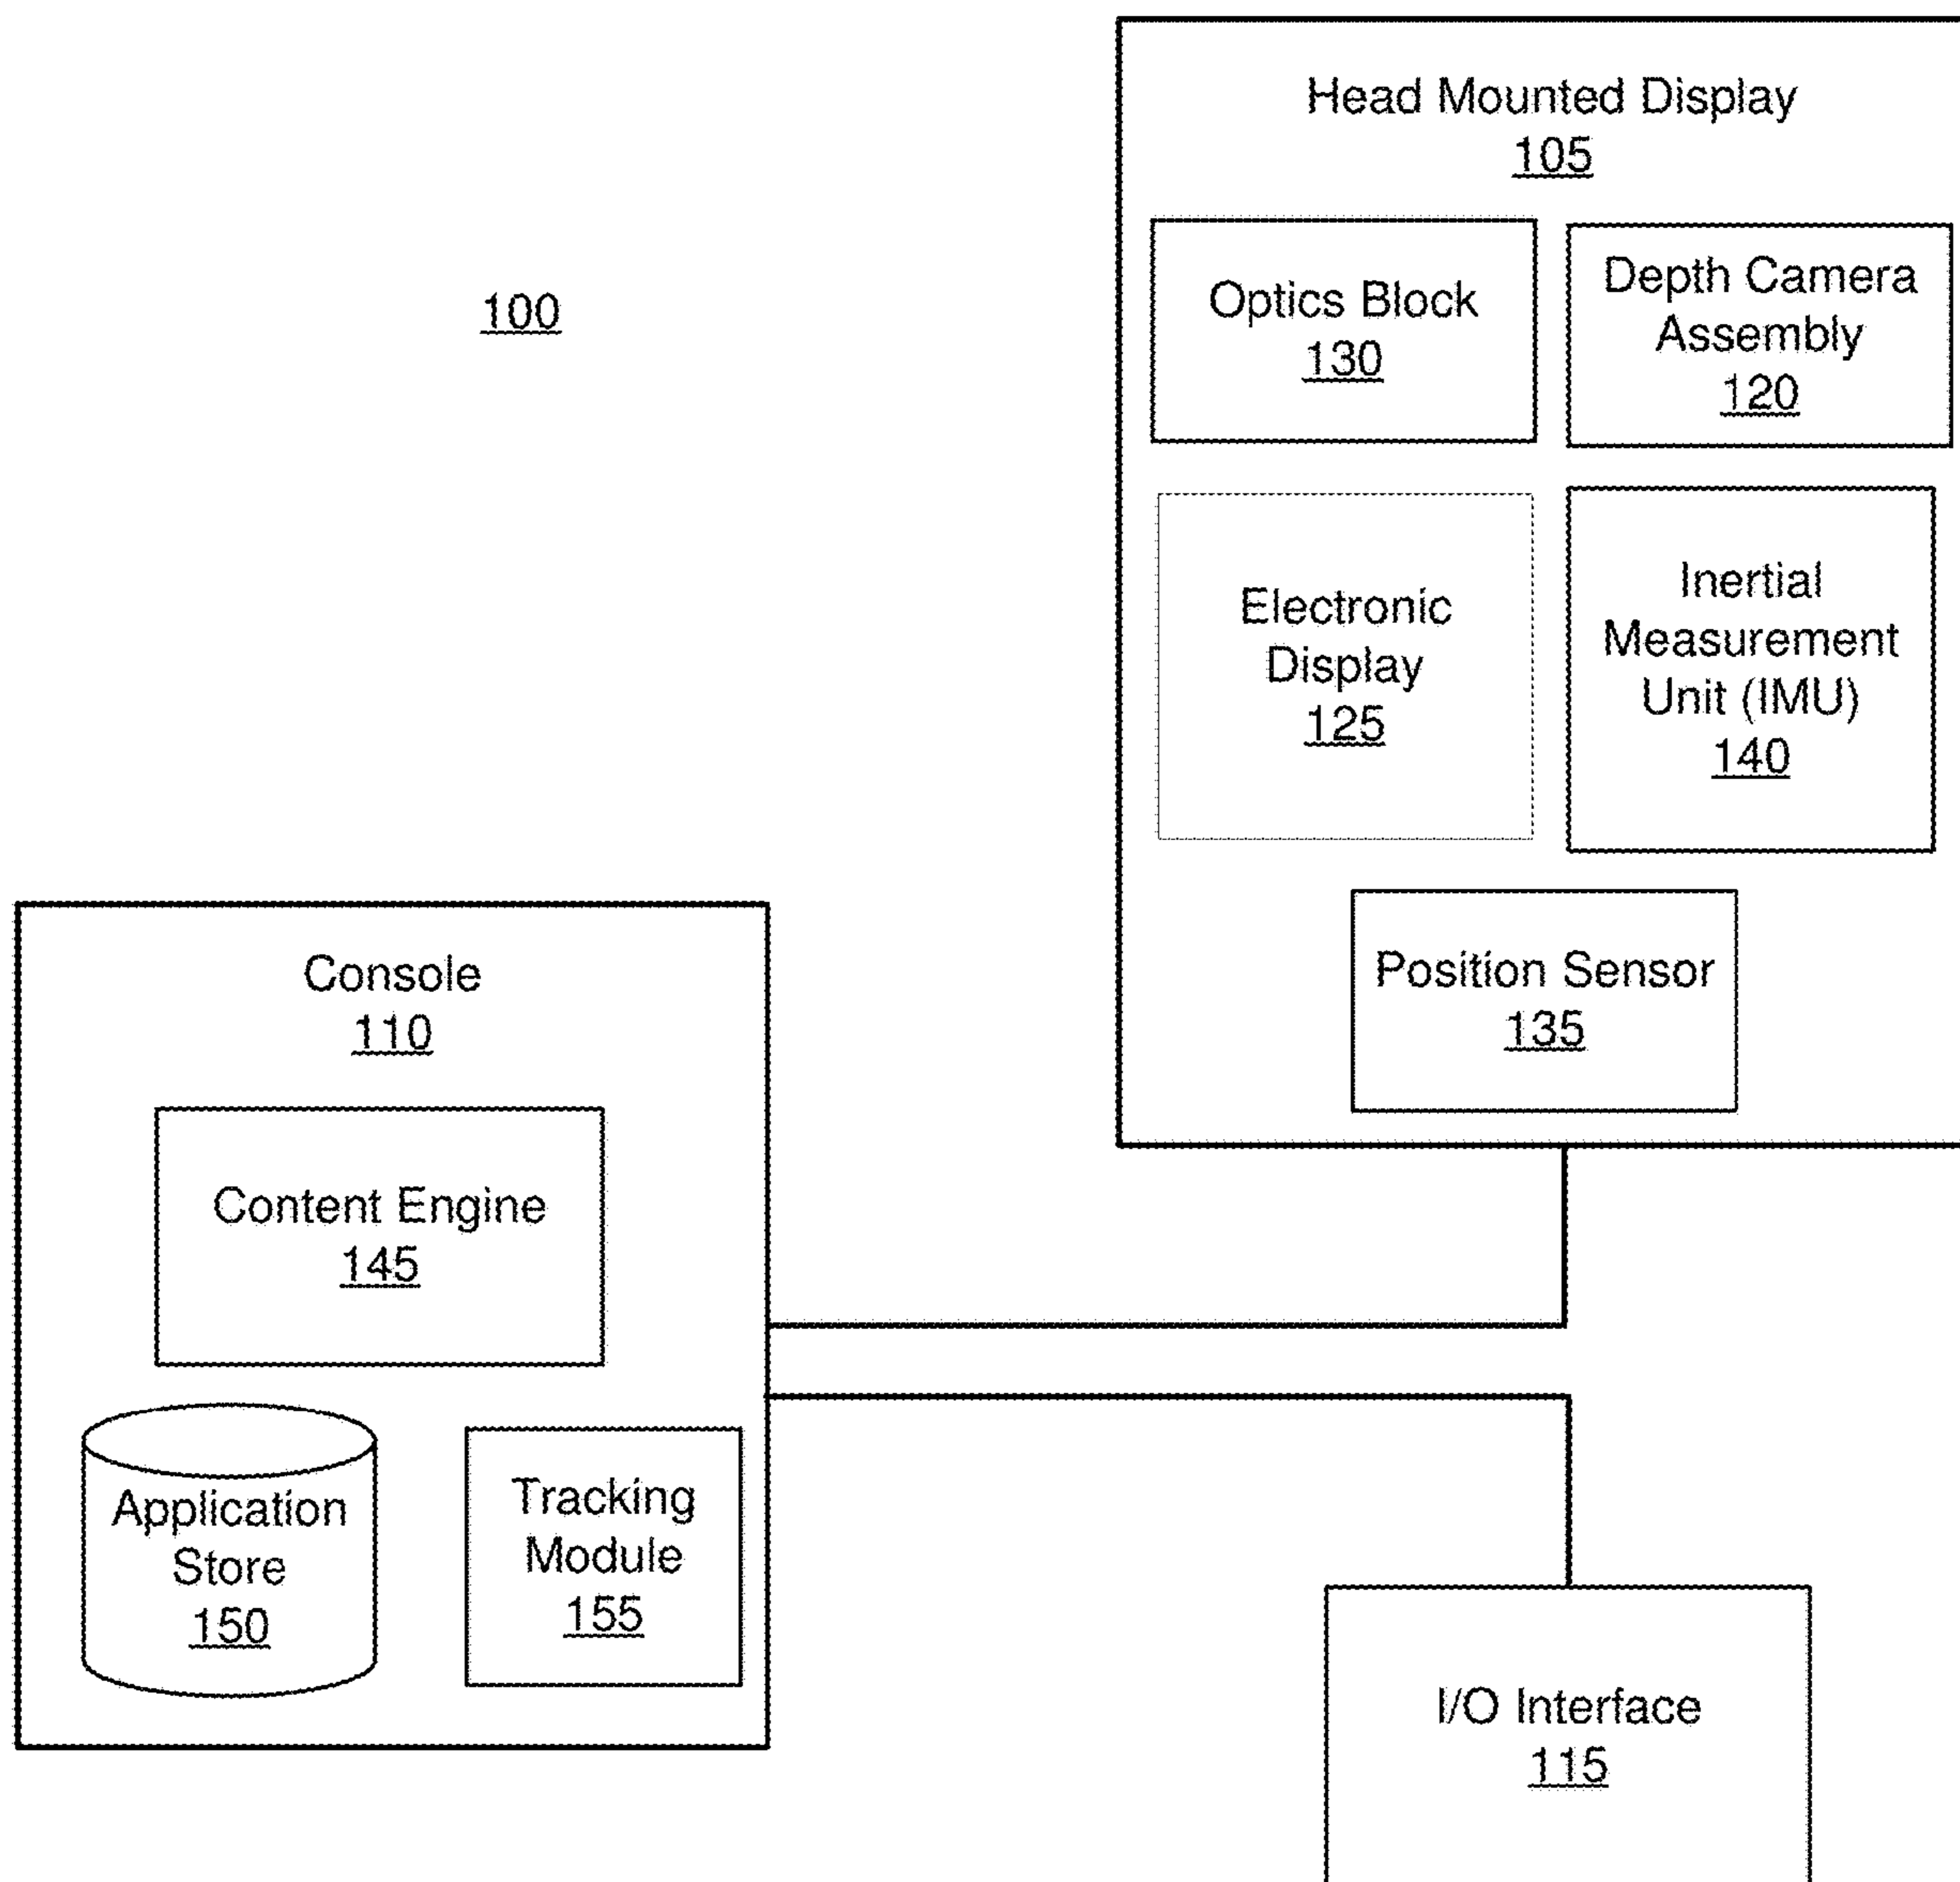 Head Mounted Display
105
100
Optics Block
130
Depth Camera
Assembly
120
Electronic
Display
125
Inertial
Measurement
Unit (IMU)
140
Position Sensor
135
Console
110
Content Engine
145
Application
Store
150
Tracking
Module
155
I/O Interface
115